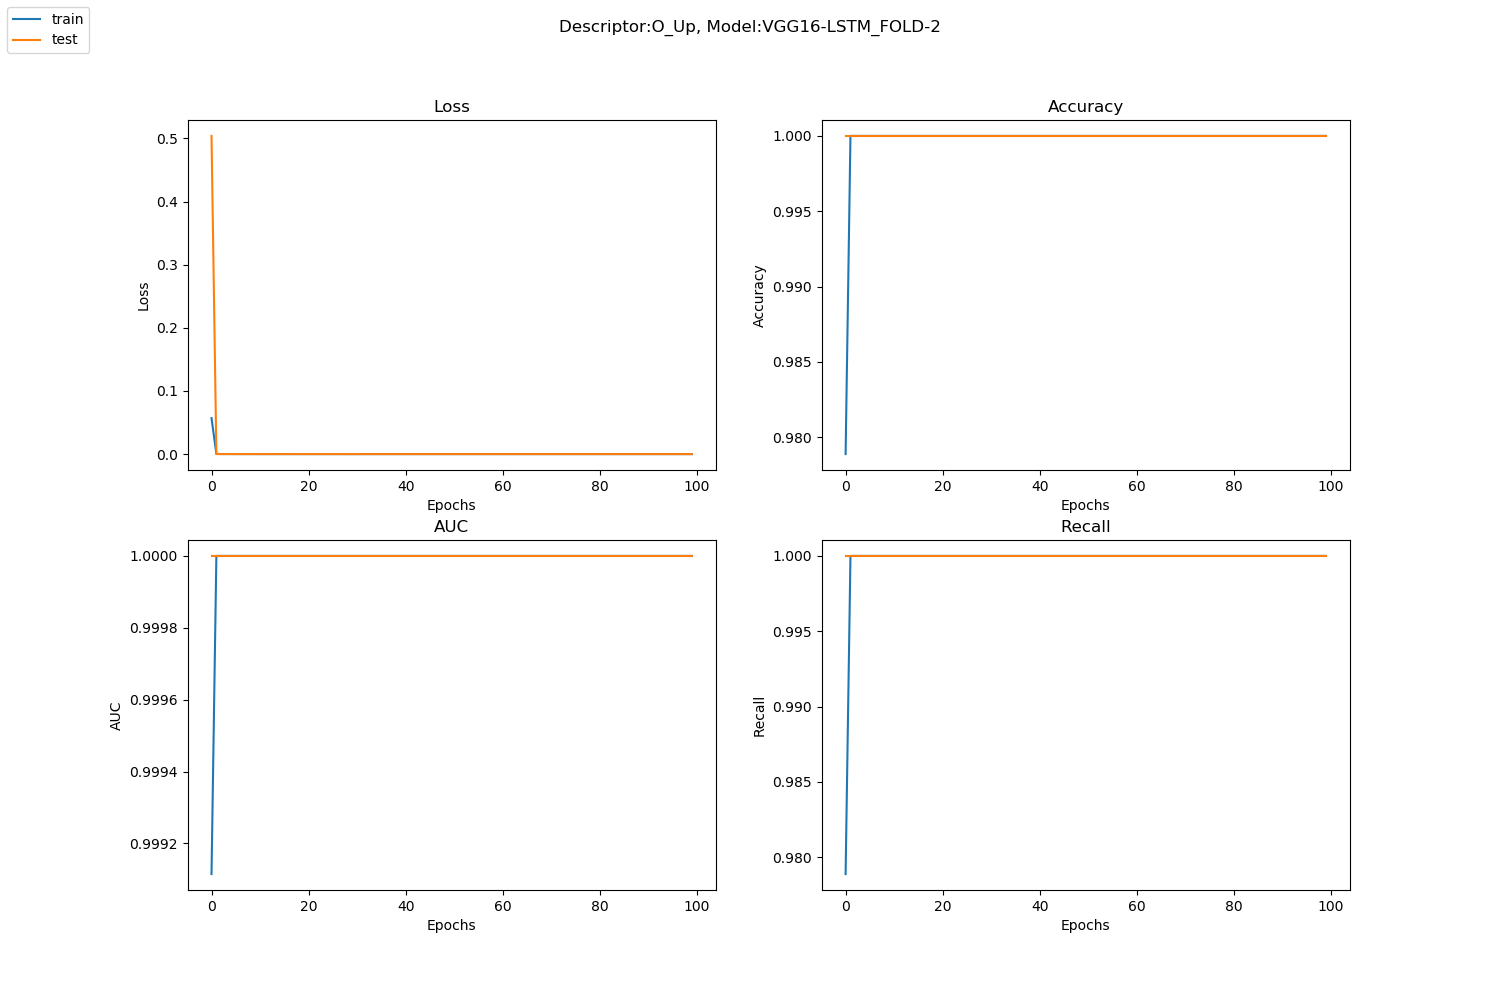 train
test
Descriptor:O_Up, Model:VGG16-LSTM_FOLD-2
Loss
0.5
0.4
0.3
0.2
0.1
0.0
Loss
0 20 40 60 80 100
Epochs
Accuracy
1.000
0.995
0.990
0.985
0.980
Accuracy
0 20 40 60 80 100
Epochs
AUC
1.0000
0.9998
0.9996
0.9994
0.9992
AUC
0 20 40 60 80 100
Epochs
Recall
1.000
0.995
0.990
0.985
0.980
Recall
0 20 40 60 80 100
Epochs